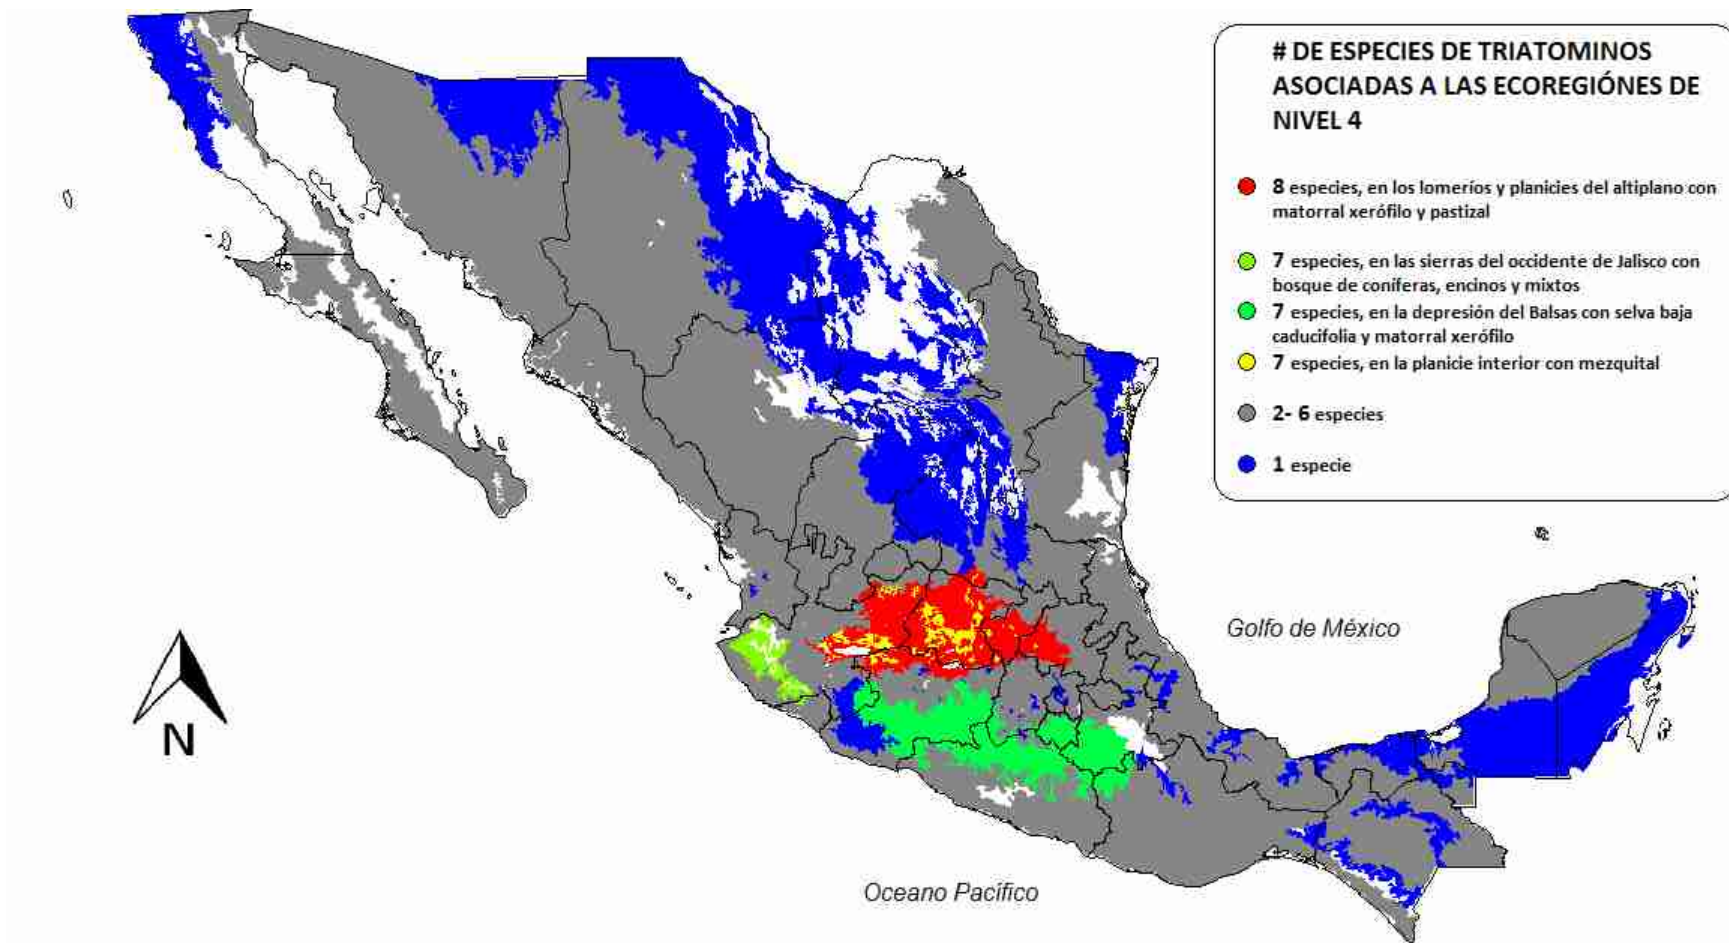 # DE ESPECIES DE TRIATOMINOS
ASOCIADAS A LAS ECOREGIÓNES DE
NIVEL 4
8 especies, en los lomeríos y planicies del altiplano con
matorral xerófilo y pastizal
7 especies, en las sierras del occidente de Jalisco con
bosque de coníferas, encinos y mixtos
7 especies, en la depresión del Balsas con selva baja
caducifolia y matorral xerófilo
7 especies, en la planicie interior con mezquital
2- 6 especies
1 especie
Golfo de México
N
Oceano Pacífico